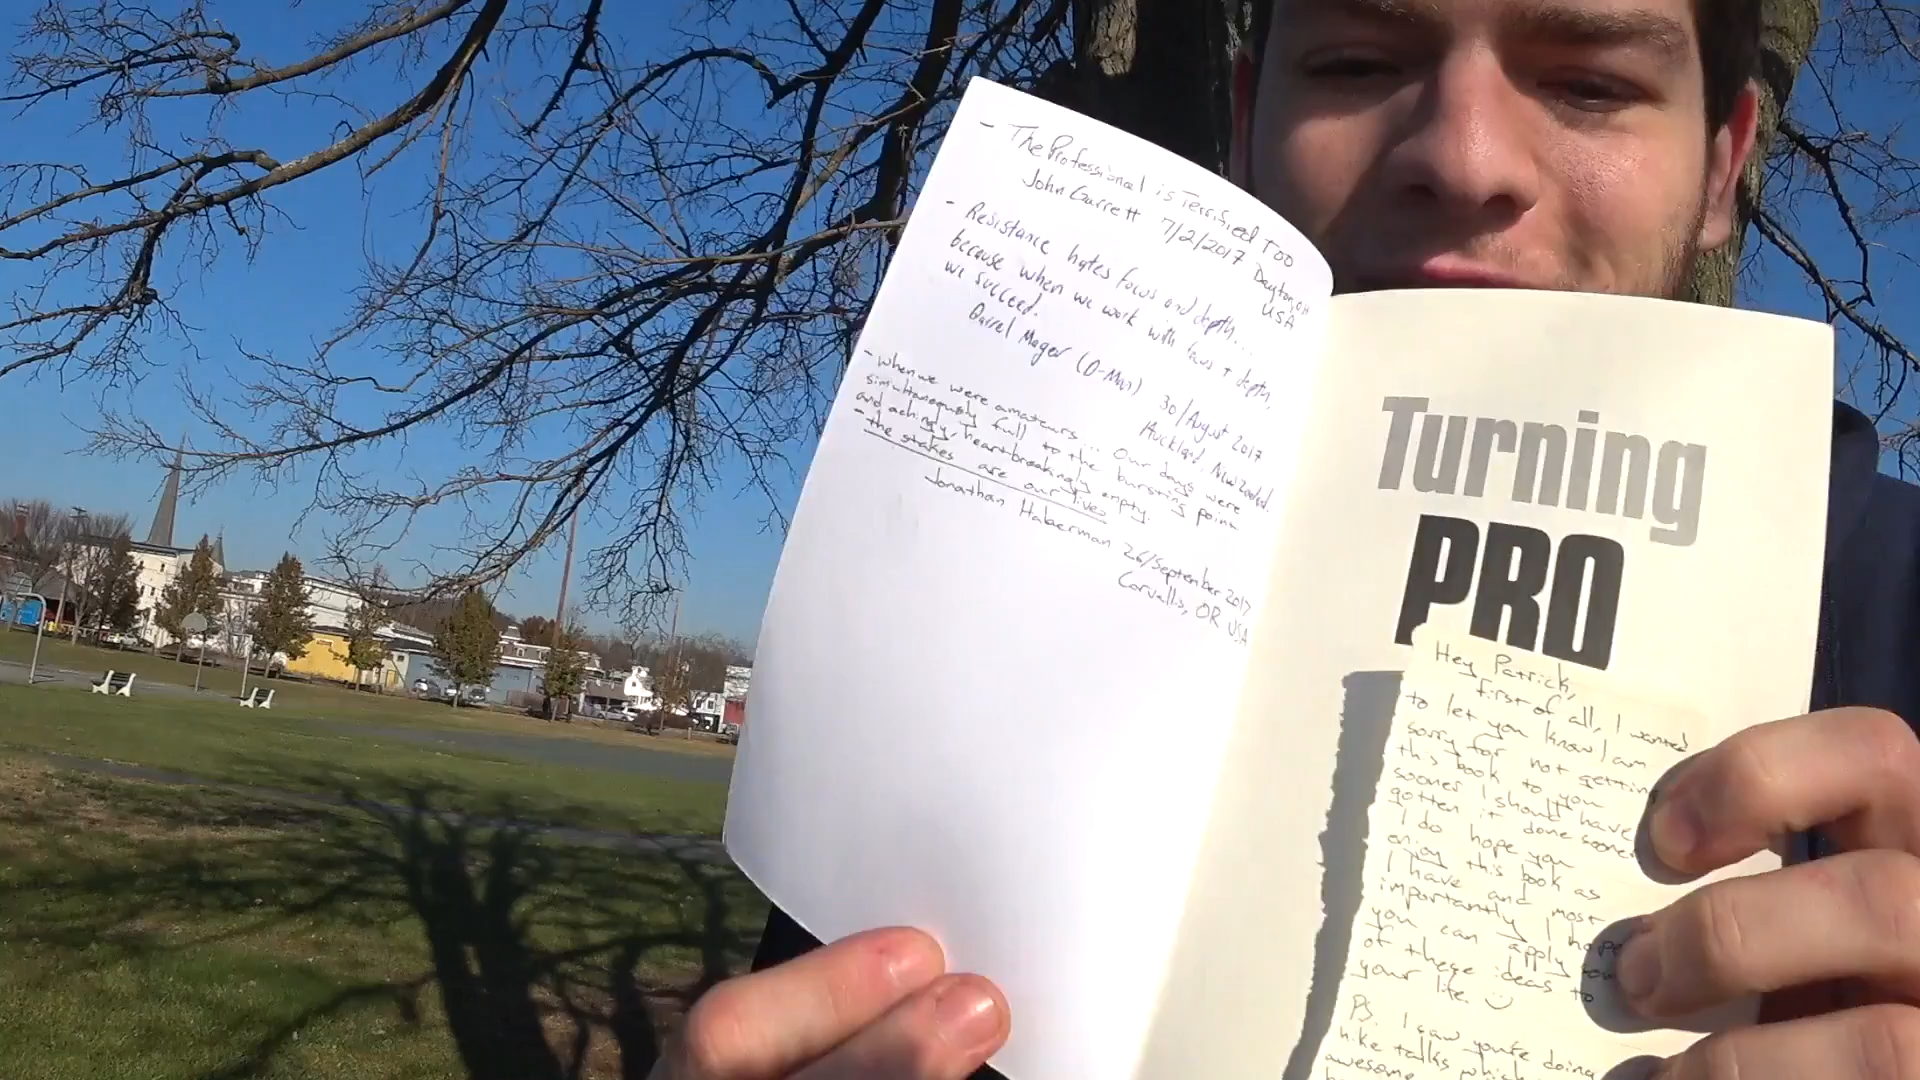 - The Professional is Terrified Too
John Garrett 7/2/2017 Dayton, OH
USA
- Resistance hates focus and depth...
because when we work with focus + depth,
we succeed.
Darrel Mager (D-Man) 30/August 2017
Auckland, New Zealand.
- when we were amateurs... Our days were
simultaneously full to the bursting point
and achingly, heartbreakingly empty.
- the stakes are our lives
Jonathan Haberman 26/September 2017
Corvallis, OR USA
Turning
PRO
Hey Patrick,
first of all, I wanted
to let you know I am
sorry for not getting
this book to you
sooner I should have
gotten it done sooner
I do hope you
enjoy this book as
I have and most
importantly I hope
you can apply some
of these ideas to
your life. :)
PS. I saw you're doing
hike talks which
awesome